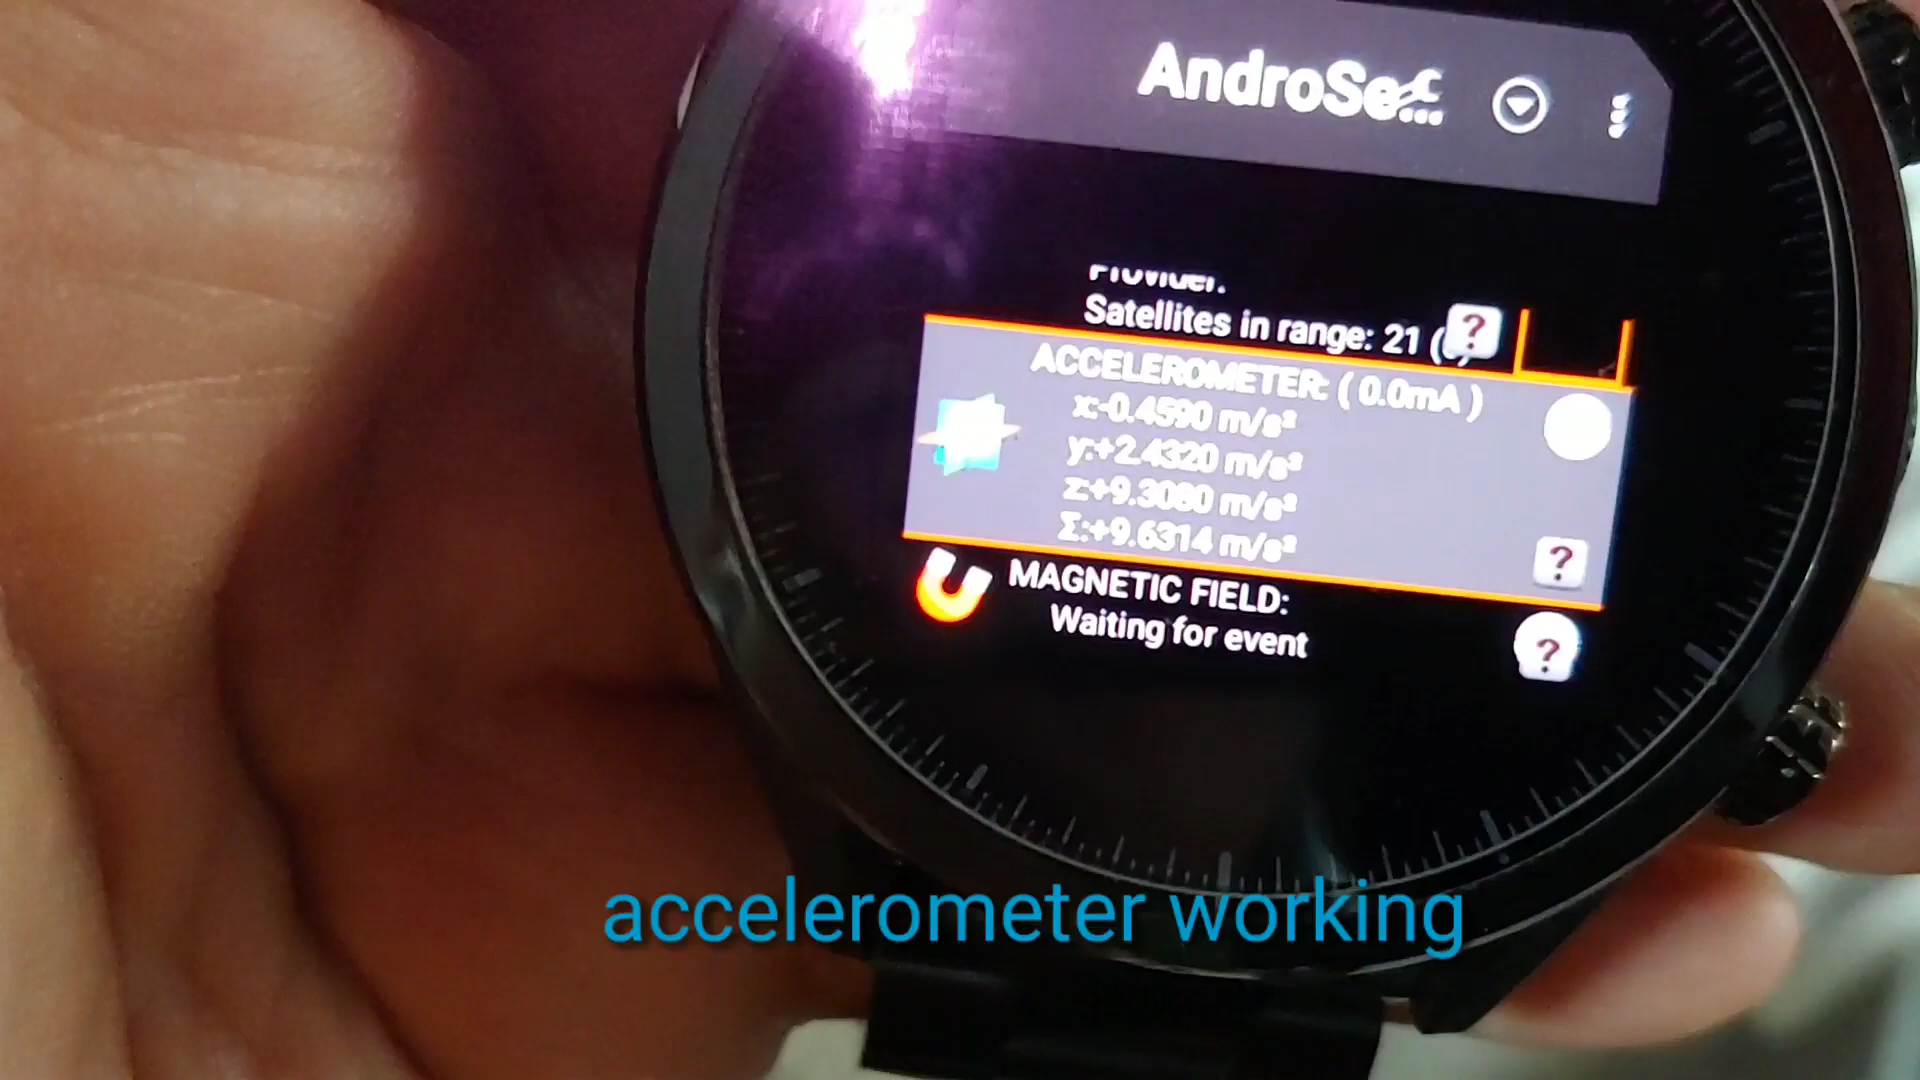 AndroSe...
Provider:
Satellites in range: 21 (
ACCELEROMETER: ( 0.0mA )
x:-0.4590 m/s²
y:+2.4320 m/s²
z:+9.3080 m/s²
Σ:+9.6314 m/s²
MAGNETIC FIELD:
Waiting for event
accelerometer working